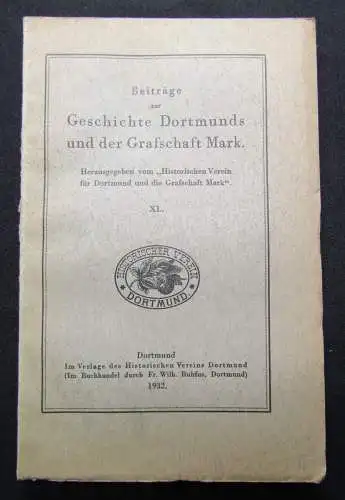 Beiträge
zur
Geschichte Dortmunds
und der Grafschaft Mark.
Herausgegeben vom „Historischen Verein
für Dortmund und die Grafschaft Mark“.
XL.
HISTORISCHER VEREIN
DORTMUND.
Dortmund
Im Verlage des Historischen Vereins Dortmund
(Im Buchhandel durch Fr. Wilh. Ruhfus, Dortmund)
1932.